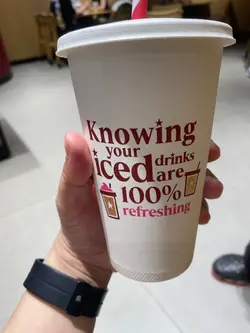 Knowing
your
iced drinks
are
100%
refreshing